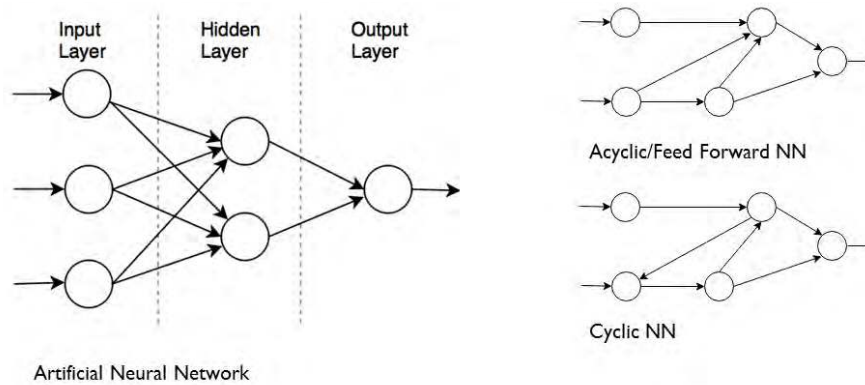 Input
Layer
Hidden
Layer
Output
Layer
Artificial Neural Network
Acyclic/Feed Forward NN
Cyclic NN